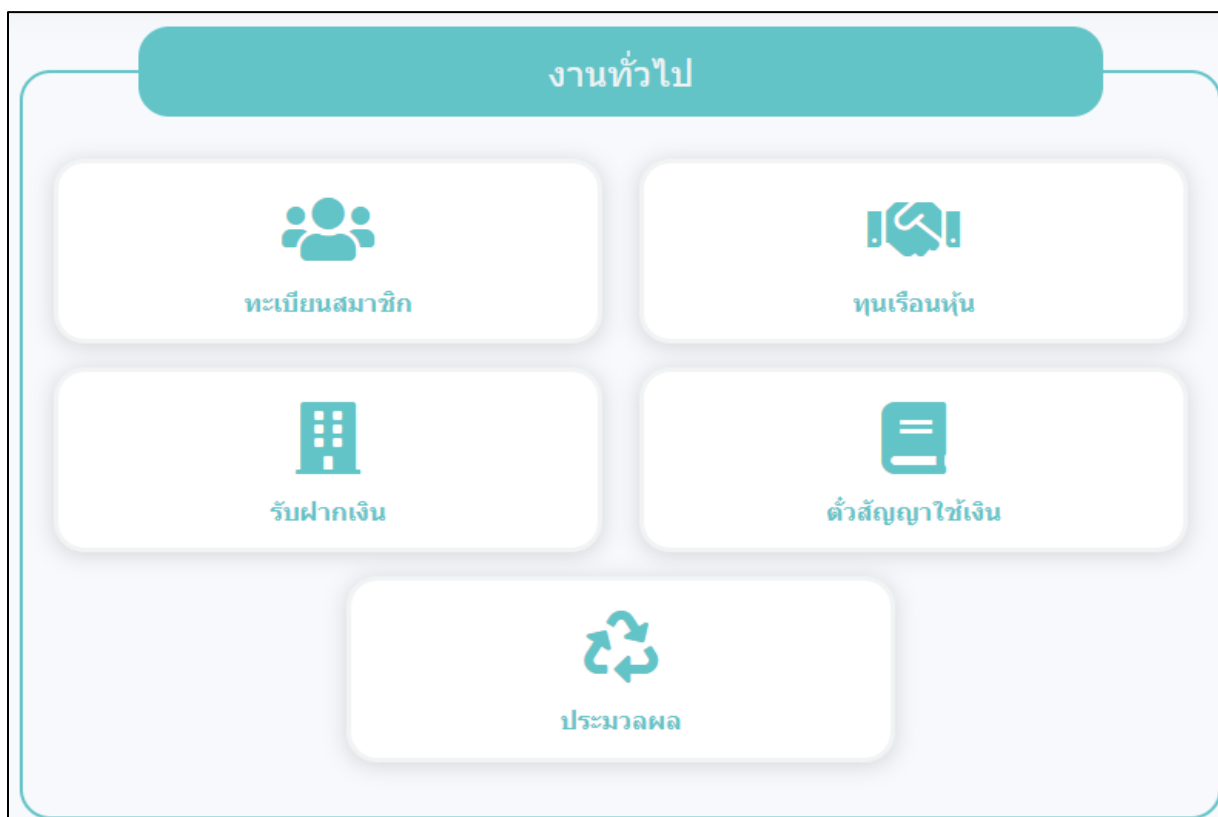 งานทั่วไป
ทะเบียนสมาชิก
ทุนเรือนหุ้น
รับฝากเงิน
ตั๋วสัญญาใช้เงิน
ประมวลผล